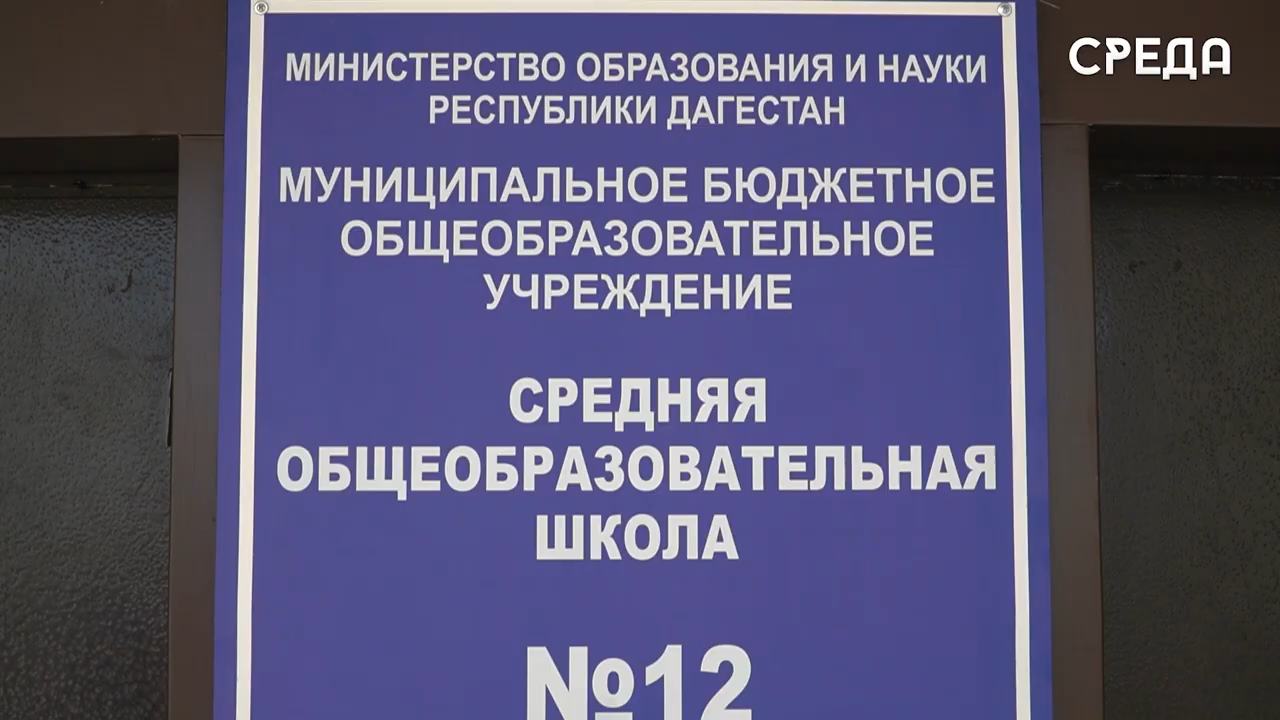 СРЕДА
МИНИСТЕРСТВО ОБРАЗОВАНИЯ И НАУКИ
РЕСПУБЛИКИ ДАГЕСТАН
МУНИЦИПАЛЬНОЕ БЮДЖЕТНОЕ
ОБЩЕОБРАЗОВАТЕЛЬНОЕ
УЧРЕЖДЕНИЕ
СРЕДНЯЯ
ОБЩЕОБРАЗОВАТЕЛЬНАЯ
ШКОЛА
№12